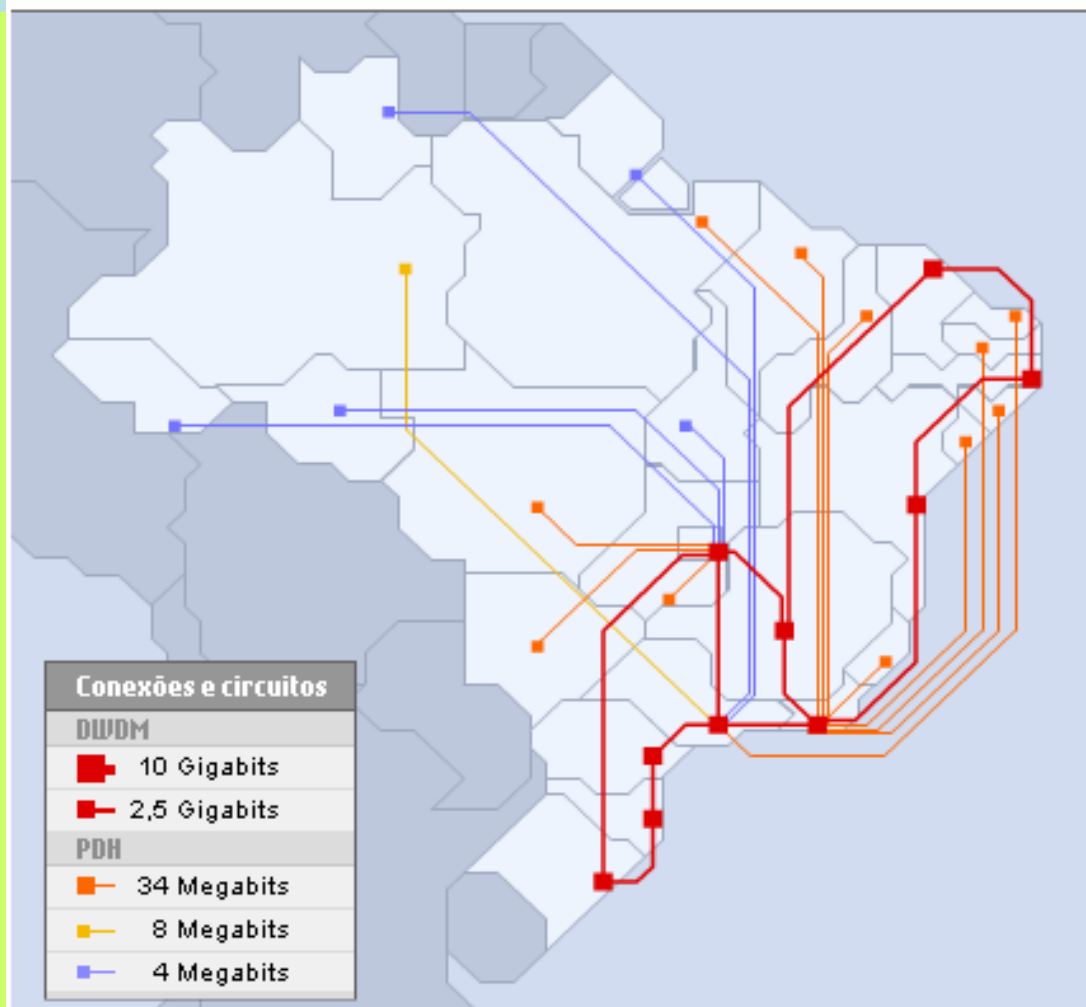 Conexões e circuitos
DWDM
10 Gigabits
2,5 Gigabits
PDH
34 Megabits
8 Megabits
4 Megabits